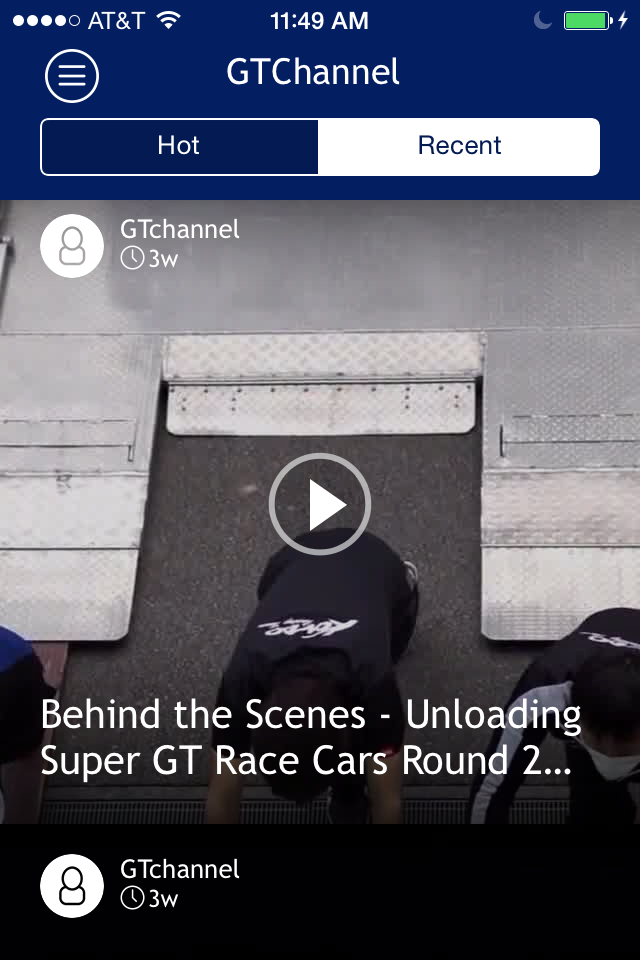 AT&T 11:49 AM
GTChannel
Hot Recent
GTchannel
3w
Behind the Scenes - Unloading
Super GT Race Cars Round 2...
GTchannel
3w